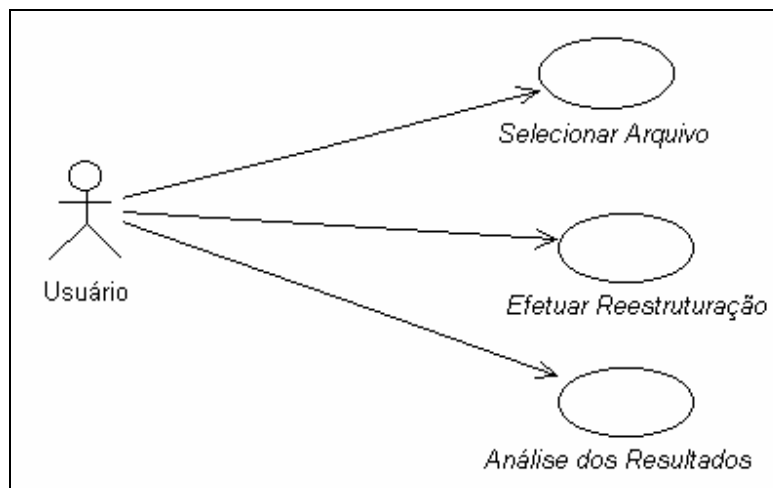 Selecionar Arquivo
Usuário
Efetuar Reestruturação
Análise dos Resultados